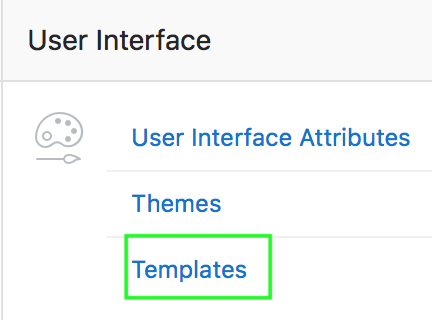 User Interface
User Interface Attributes
Themes
Templates